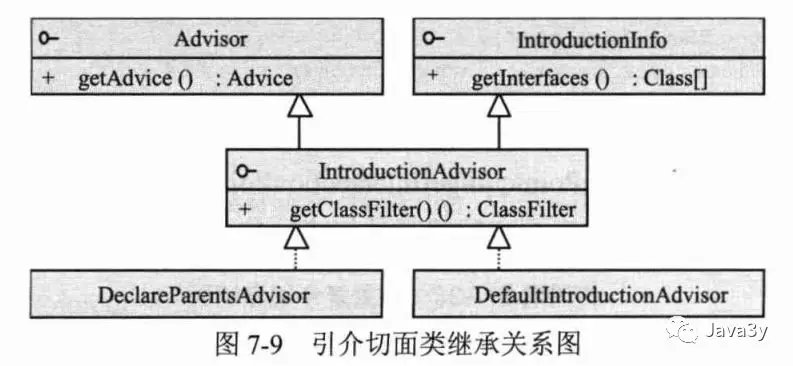 Advisor
+ getAdvice () : Advice
IntroductionInfo
+ getInterfaces () : Class[]
IntroductionAdvisor
+ getClassFilter() () : ClassFilter
DeclareParentsAdvisor
DefaultIntroductionAdvisor
图 7-9 引介切面类继承关系图
Java3y